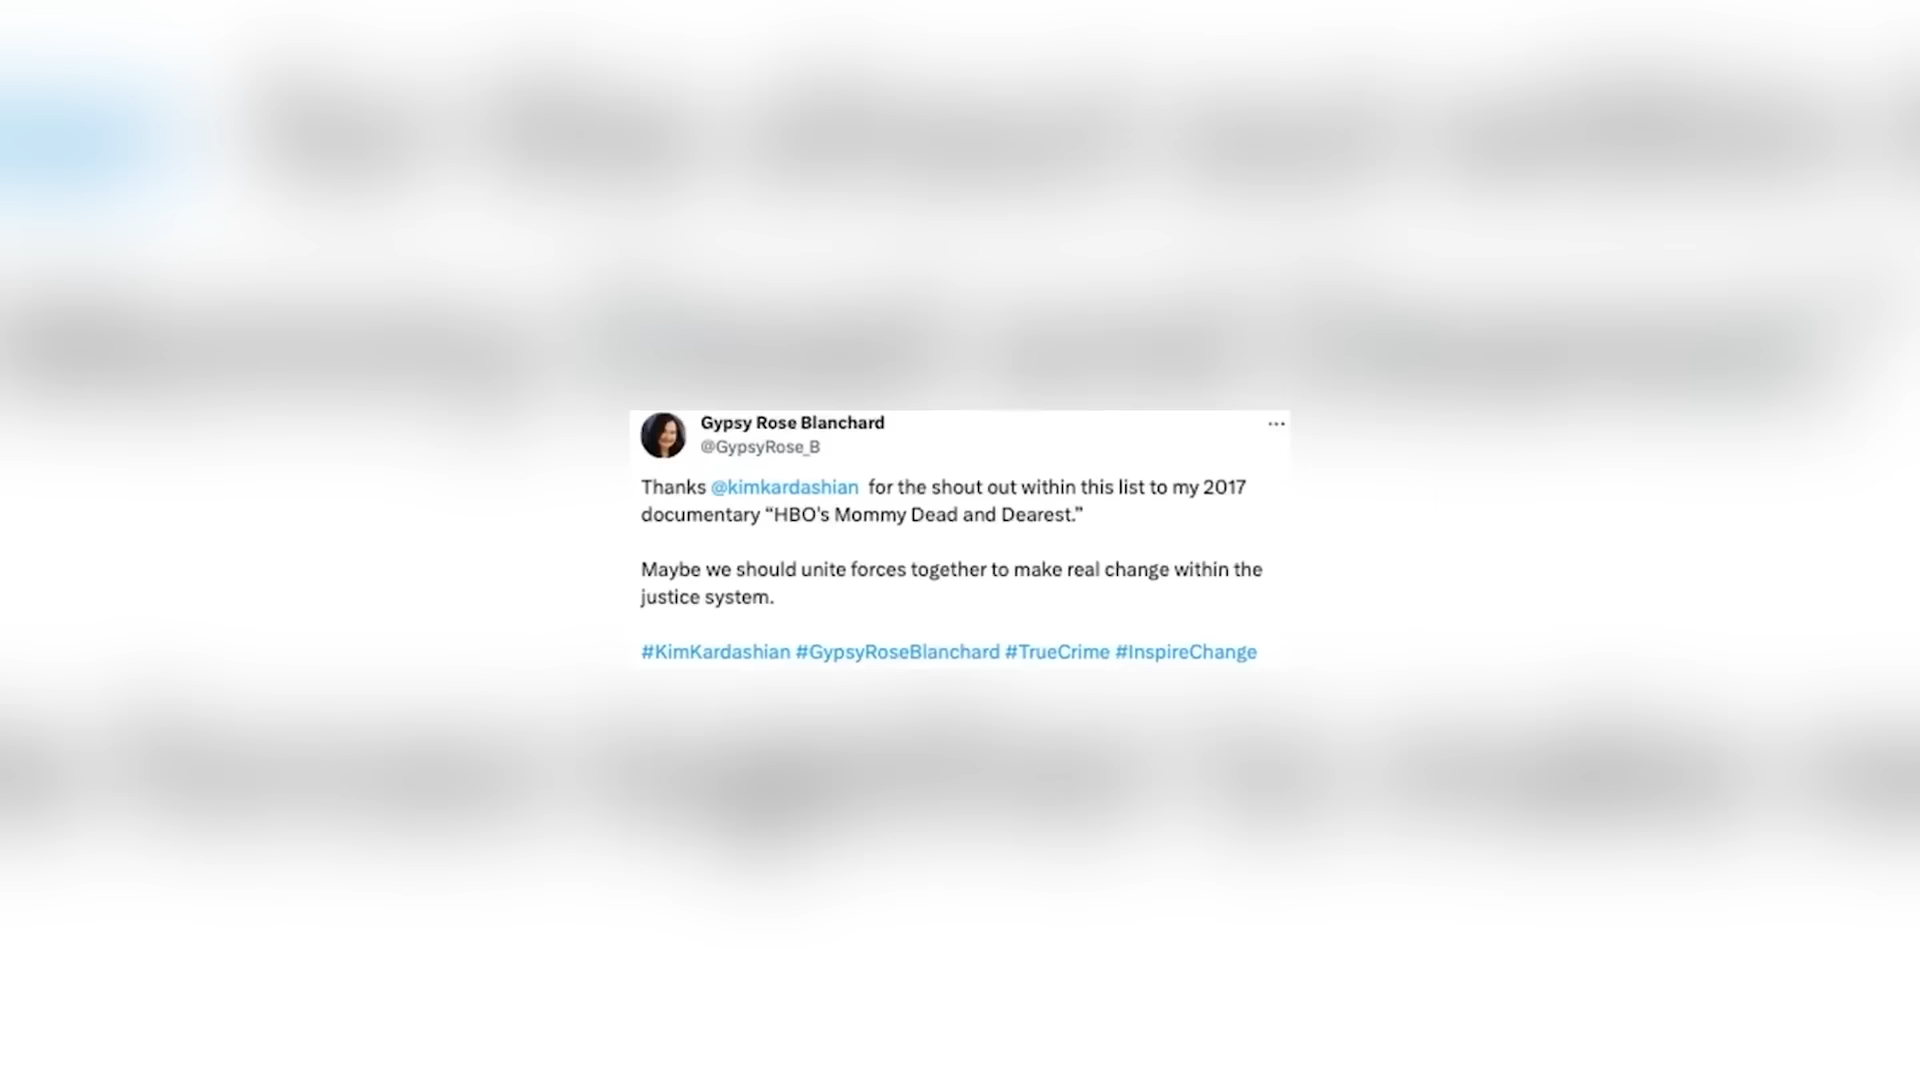 Gypsy Rose Blanchard
@GypsyRose_B
Thanks @kimkardashian for the shout out within this list to my 2017
documentary “HBO's Mommy Dead and Dearest.”
Maybe we should unite forces together to make real change within the
justice system.
#KimKardashian #GypsyRoseBlanchard #TrueCrime #InspireChange